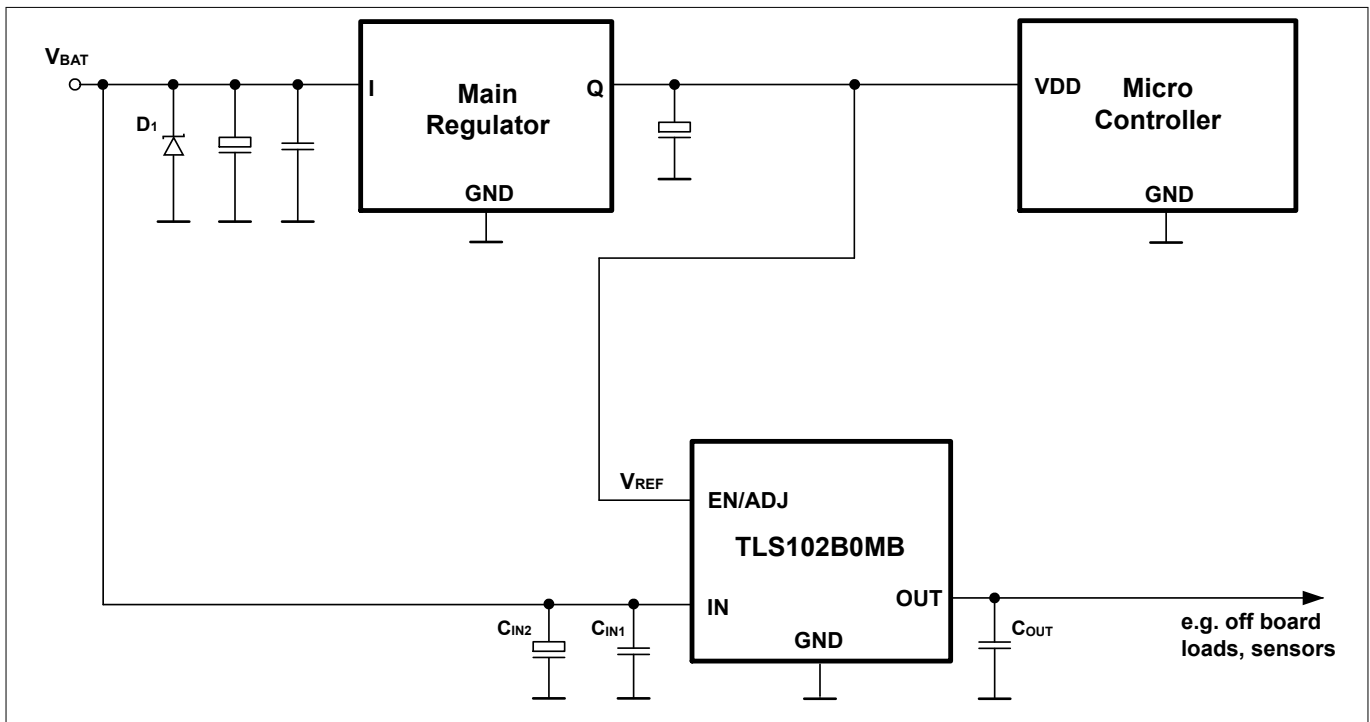 VBAT
D1
I
Main
Regulator
Q
GND
VDD
Micro
Controller
GND
VREF
EN/ADJ
TLS102B0MB
IN
OUT
GND
CIN2
CIN1
COUT
e.g. off board
loads, sensors